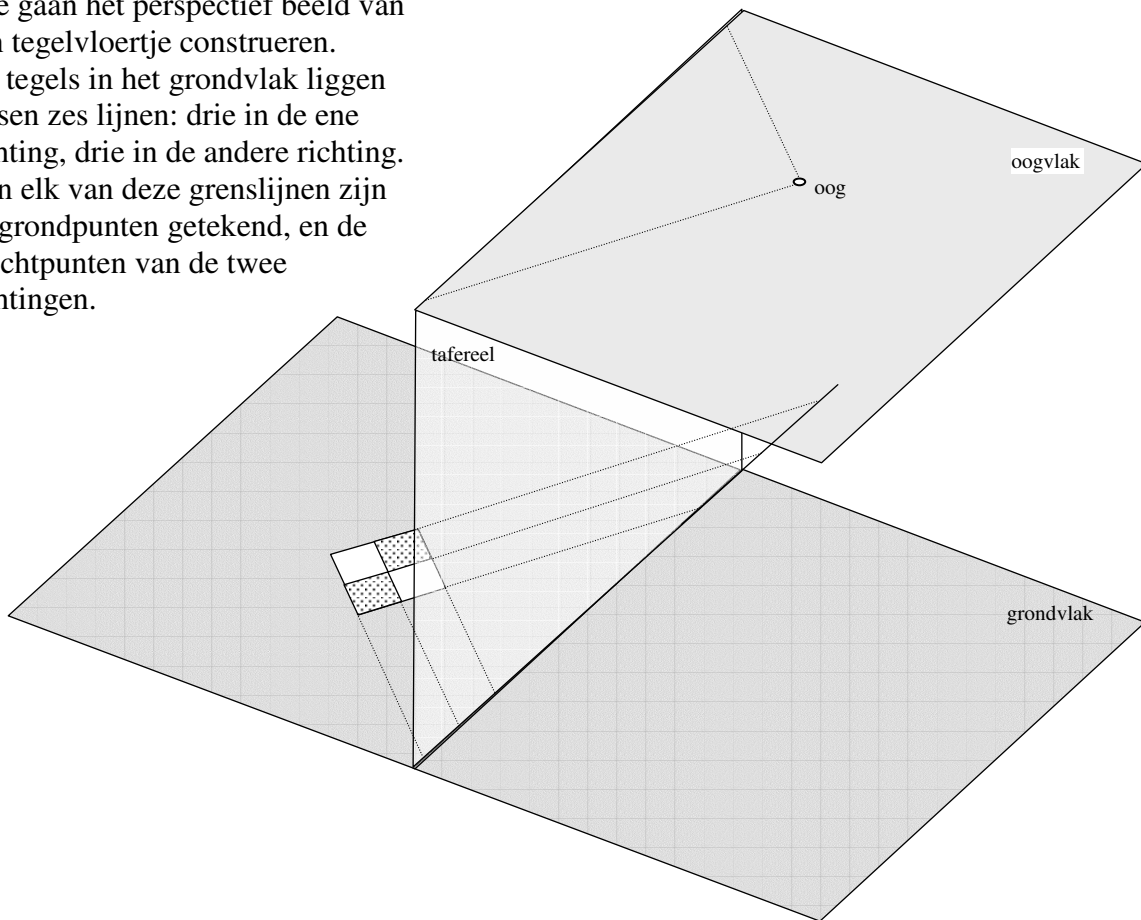 gaan het perspectief beeld van
tegelvloertje construeren.
tegels in het grondvlak liggen
zes lijnen: drie in de ene
drie in de andere richting.
elk van deze grenslijnen zijn
grondpunten getekend, en de
van de twee
oogvlak
oog
tafereel
grondvlak